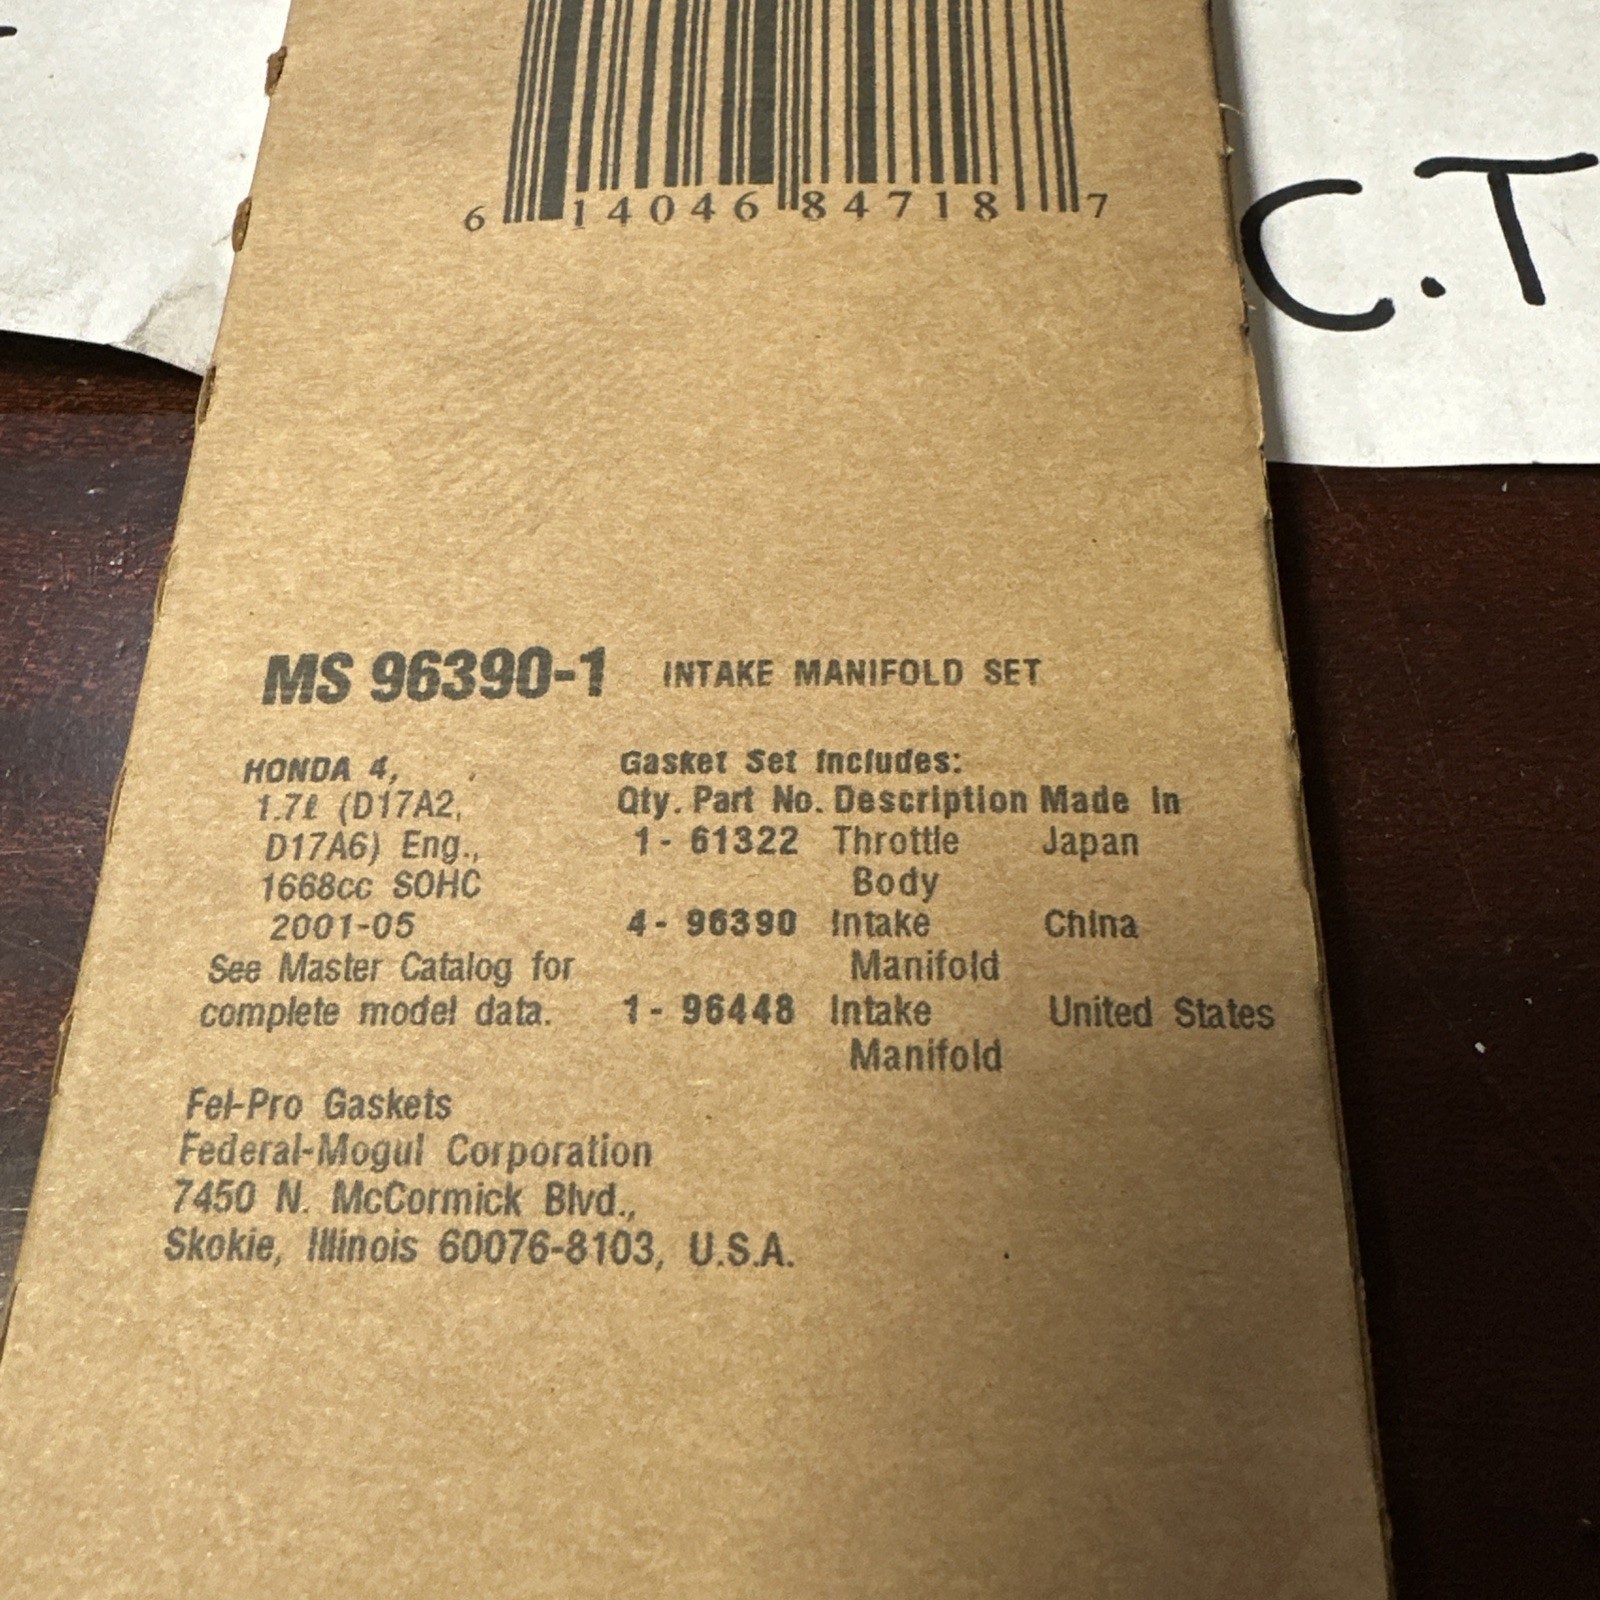 6 14046 84718 7
C.T
MS 96390-1 INTAKE MANIFOLD SET
HONDA 4,
1.7ℓ (D17A2,
D17A6) Eng.,
1668cc SOHC
2001-05
See Master Catalog for
complete model data.
Gasket Set Includes:
Qty. Part No. Description Made in
1 - 61322 Throttle Japan
Body
4 - 96390 Intake China
Manifold
1 - 96448 Intake United States
Manifold
Fel-Pro Gaskets
Federal-Mogul Corporation
7450 N. McCormick Blvd.,
Skokie, Illinois 60076-8103, U.S.A.